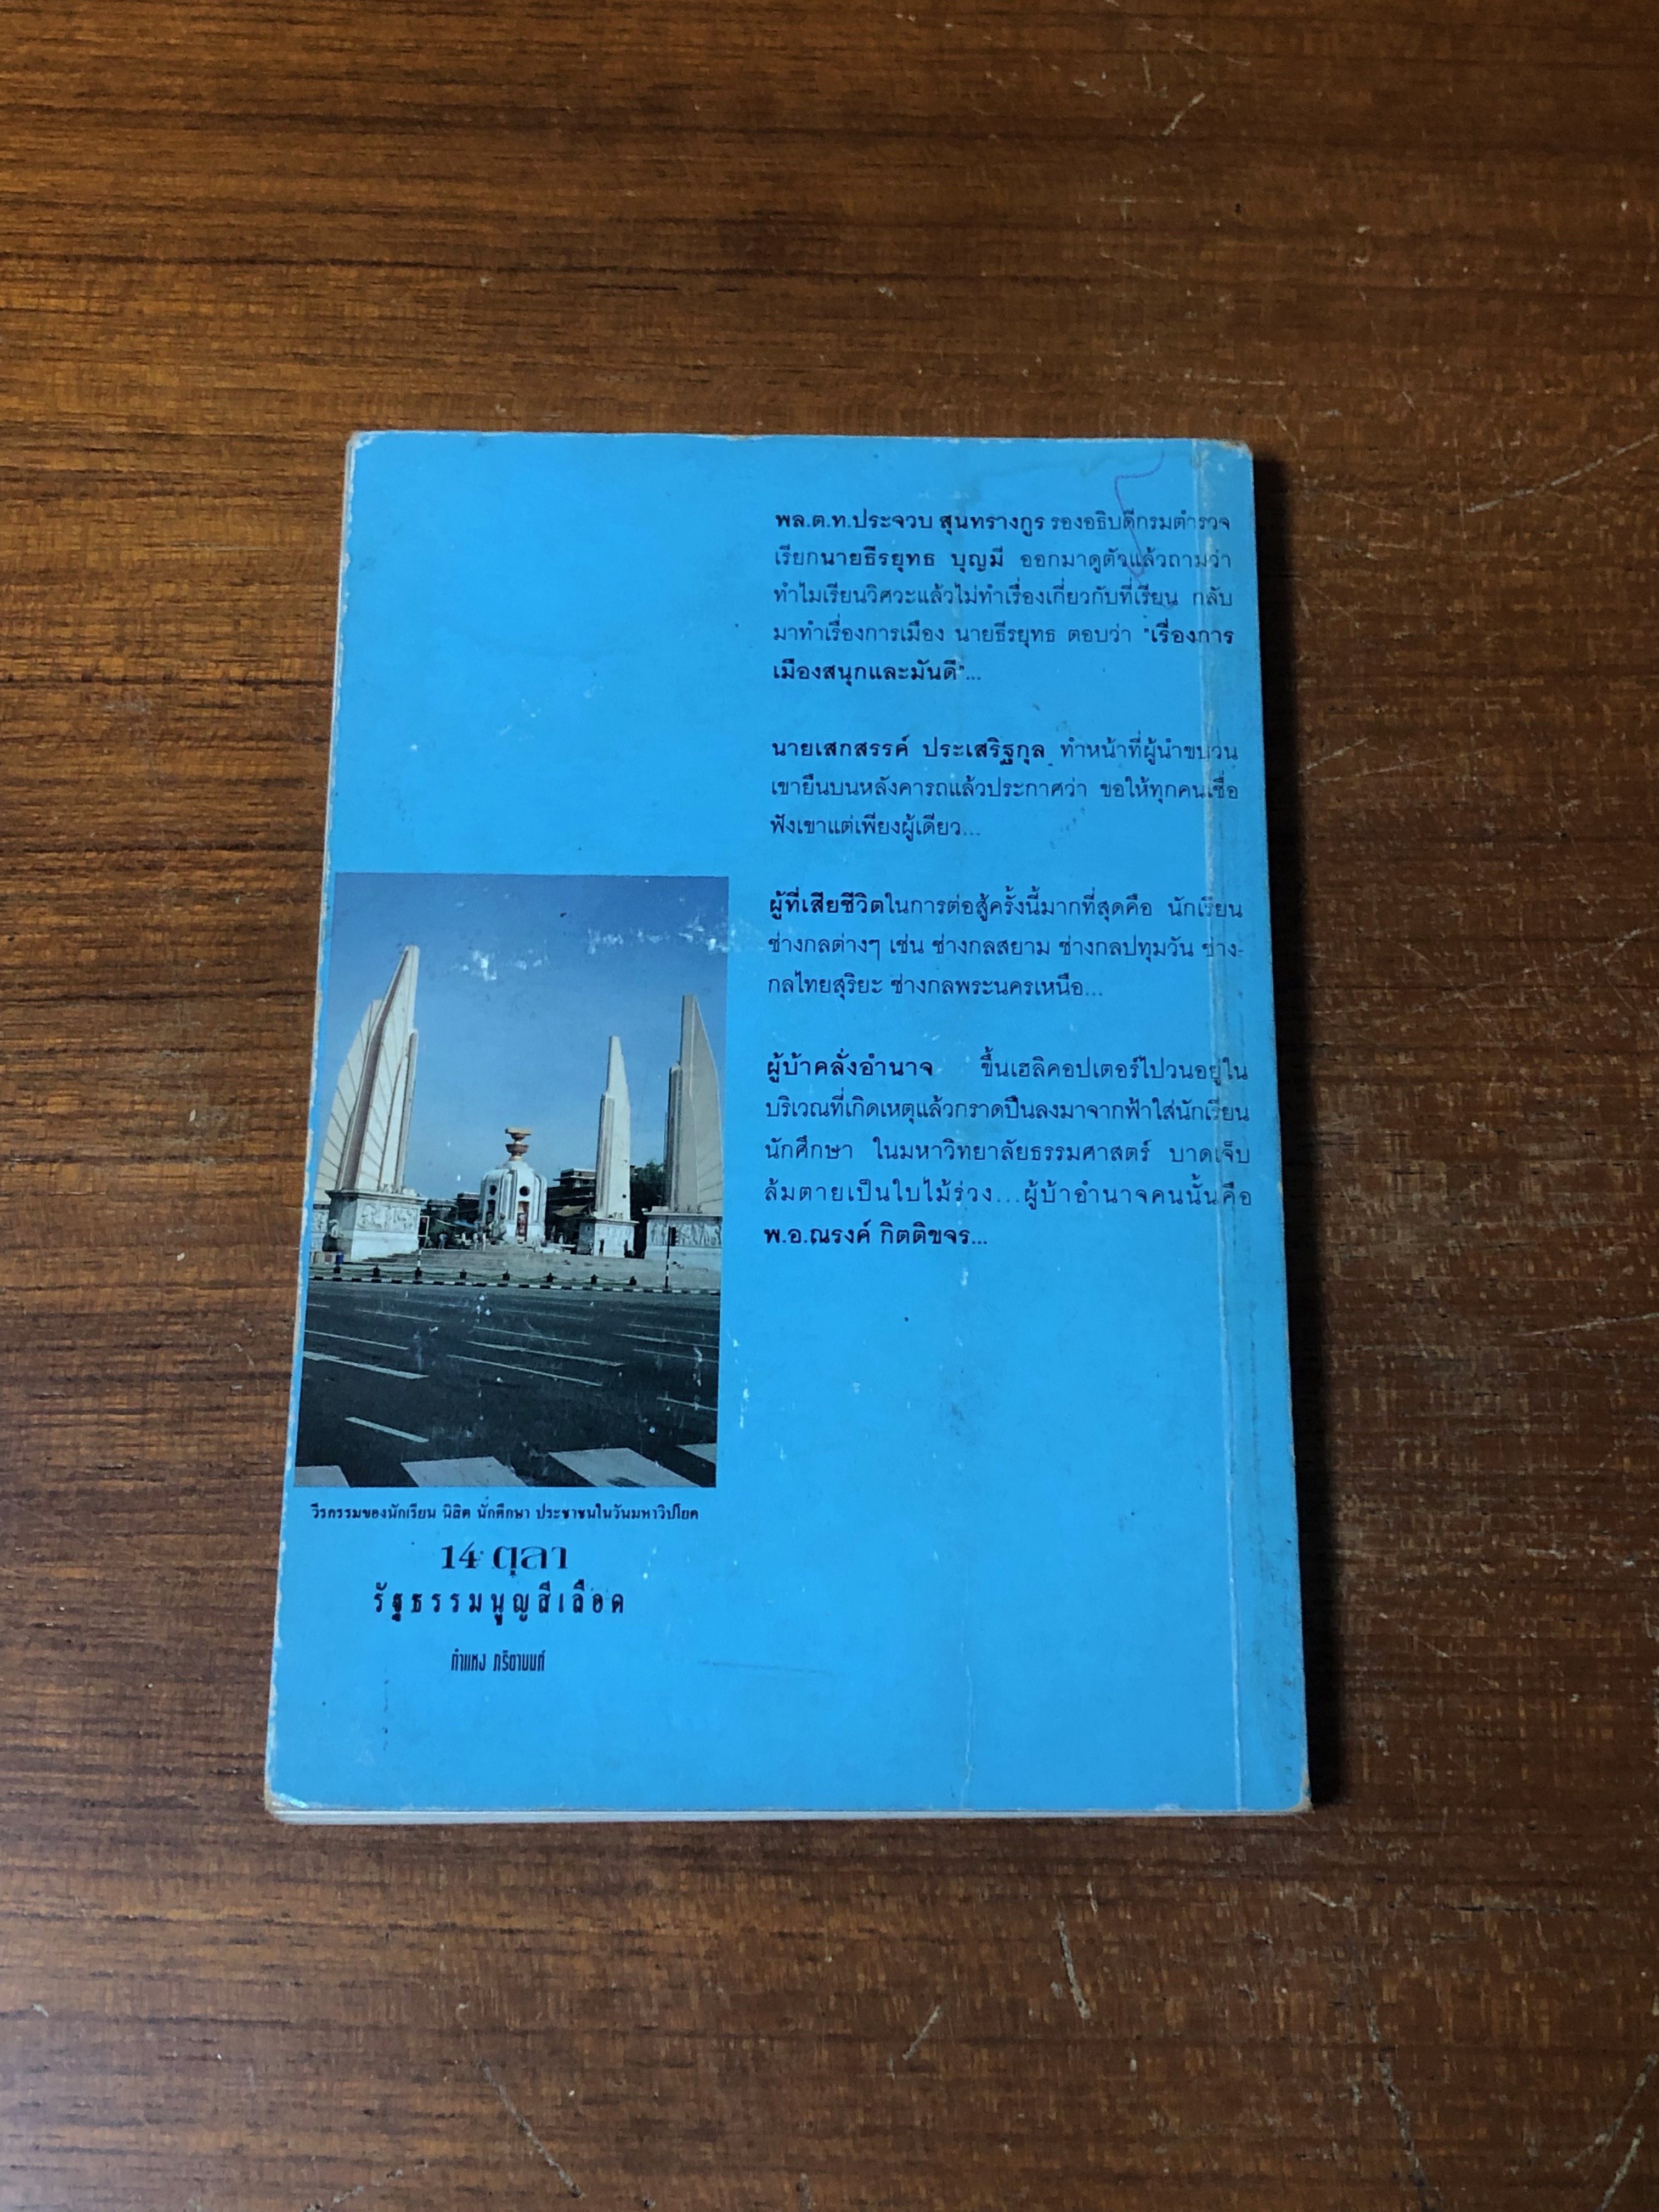 พล.ต.ท.ประจวบ สุนทรางกูร รองอธิบดีกรมตำรวจ
เรียกนายธีรยุทธ บุญมี ออกมาดูตัวแล้วถามว่า
ทำไมเรียนวิศวะแล้วไม่ทำเรื่องเกี่ยวกับที่เรียน กลับ
มาทำเรื่องการเมือง นายธีรยุทธ ตอบว่า "เรื่องการ
เมืองสนุกและมันดี"...
นายเสกสรรค์ ประเสริฐกุล ทำหน้าที่ผู้นำขบวน
เขายืนบนหลังคารถแล้วประกาศว่า ขอให้ทุกคนเชื่อ
ฟังเขาแต่เพียงผู้เดียว...
ผู้ที่เสียชีวิตในการต่อสู้ครั้งนี้มากที่สุดคือ นักเรียน
ช่างกลต่างๆ เช่น ช่างกลสยาม ช่างกลปทุมวัน ช่าง-
กลไทยสุริยะ ช่างกลพระนครเหนือ...
ผู้บ้าคลั่งอำนาจ ขึ้นเฮลิคอปเตอร์ไปวนอยู่ใน
บริเวณที่เกิดเหตุแล้วกราดปืนลงมาจากฟ้าใส่นักเรียน
นักศึกษา ในมหาวิทยาลัยธรรมศาสตร์ บาดเจ็บ
ล้มตายเป็นใบไม้ร่วง...ผู้บ้าอำนาจคนนั้นคือ
พ.อ.ณรงค์ กิตติขจร...
วีรกรรมของนักเรียน นิสิต นักศึกษา ประชาชนในวันมหาวิปโยค
14 ตุลา
รัฐธรรมนูญสีเลือด
กำแหง ภริตานนท์